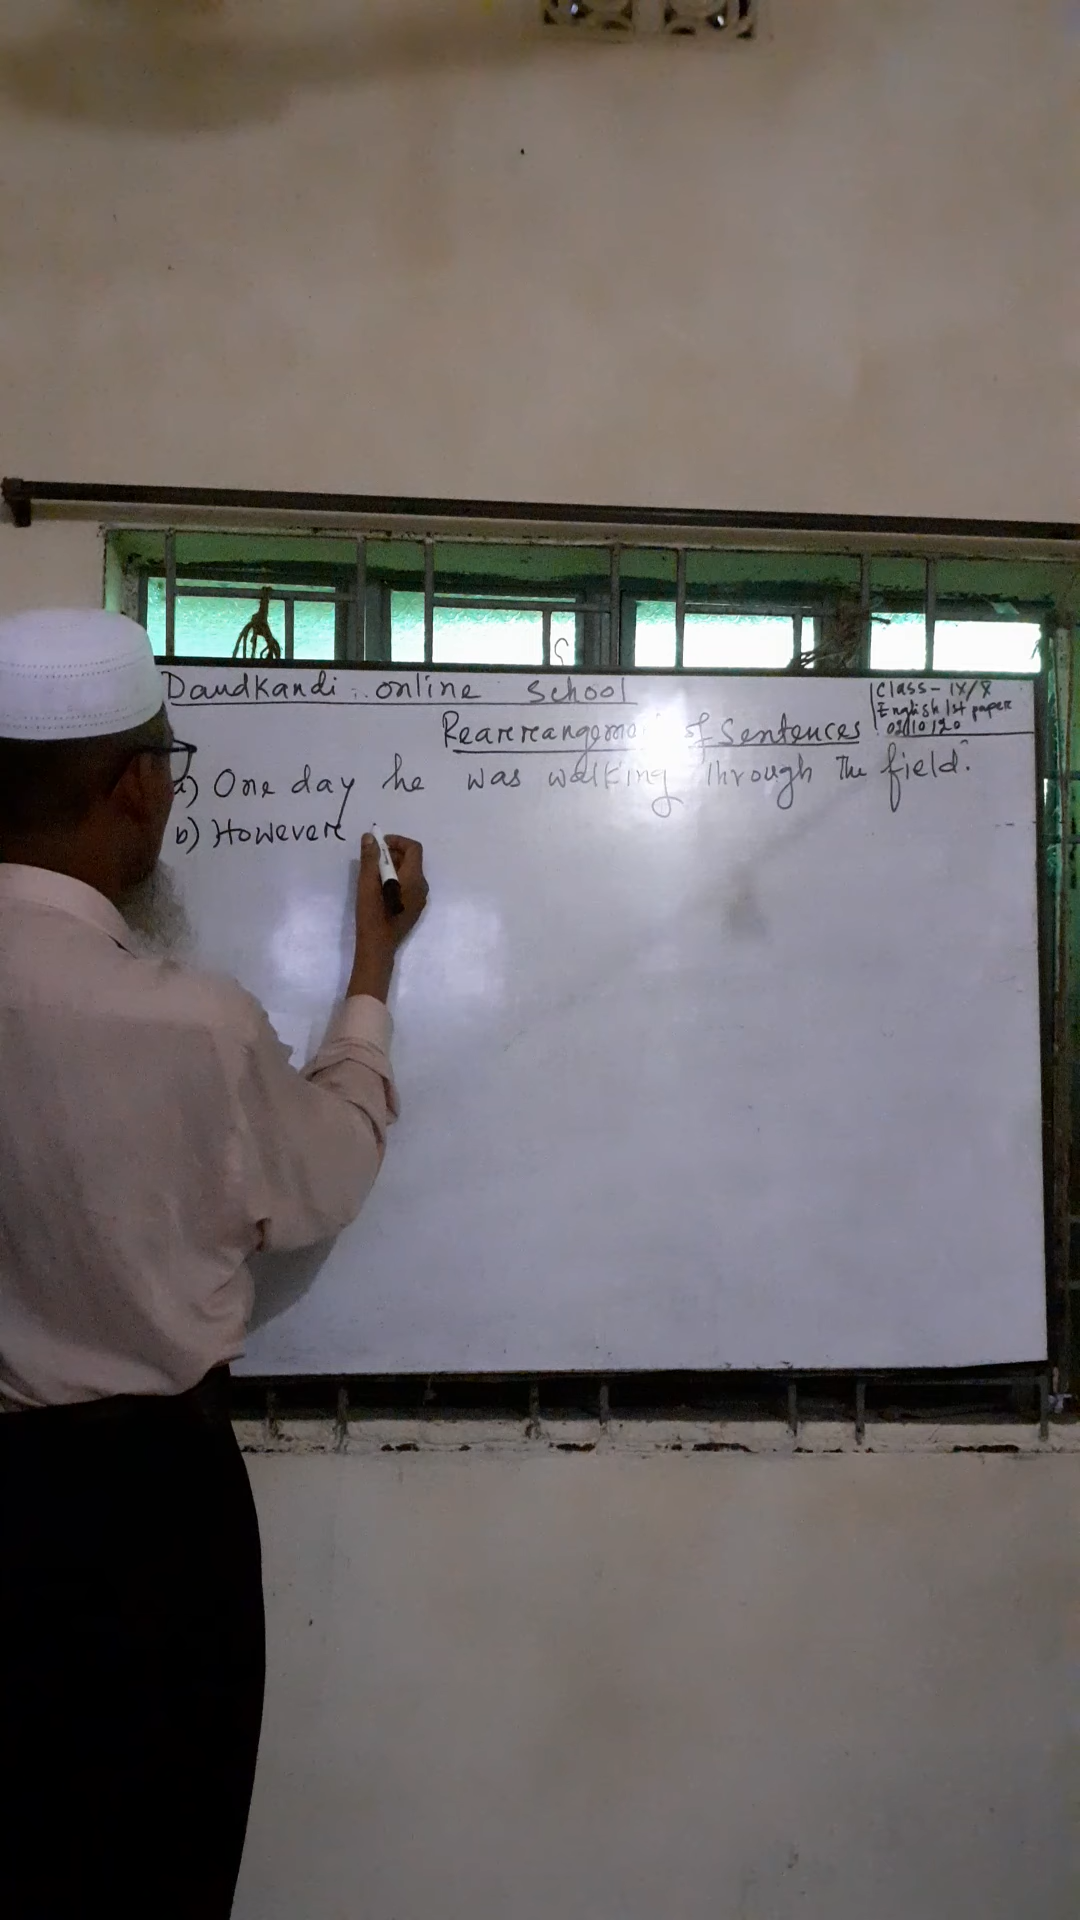 Daudkandi online School
Class - IX/X
English 1st paper
Rearrangement of Sentences
a) One day he was walking through The field.
b) However